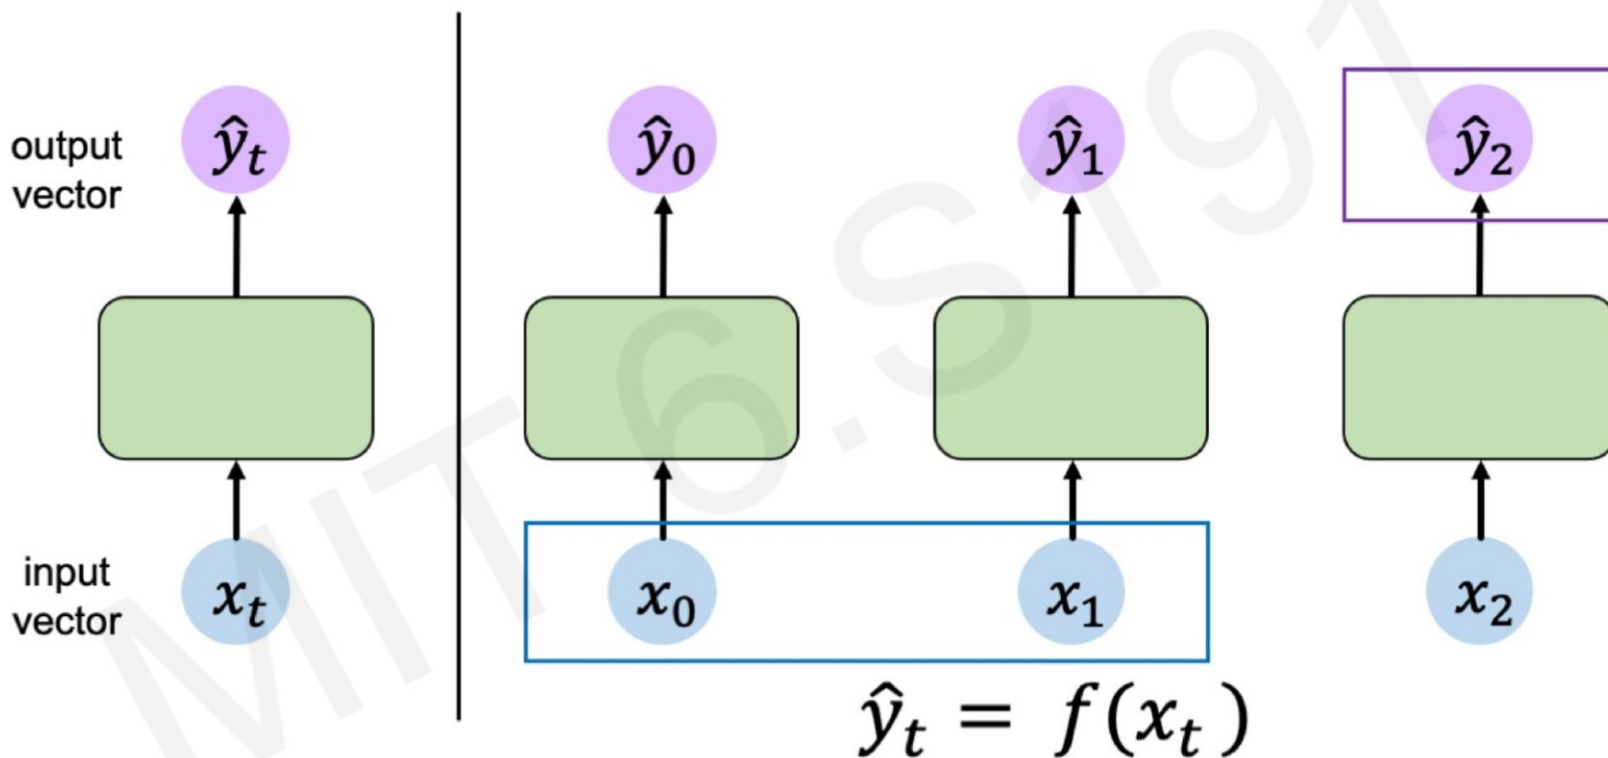 output
vector
ŷt
ŷ0
ŷ1
ŷ2
input
vector
xt
x0
x1
x2
ŷt = f(xt)
MIT 6.S191